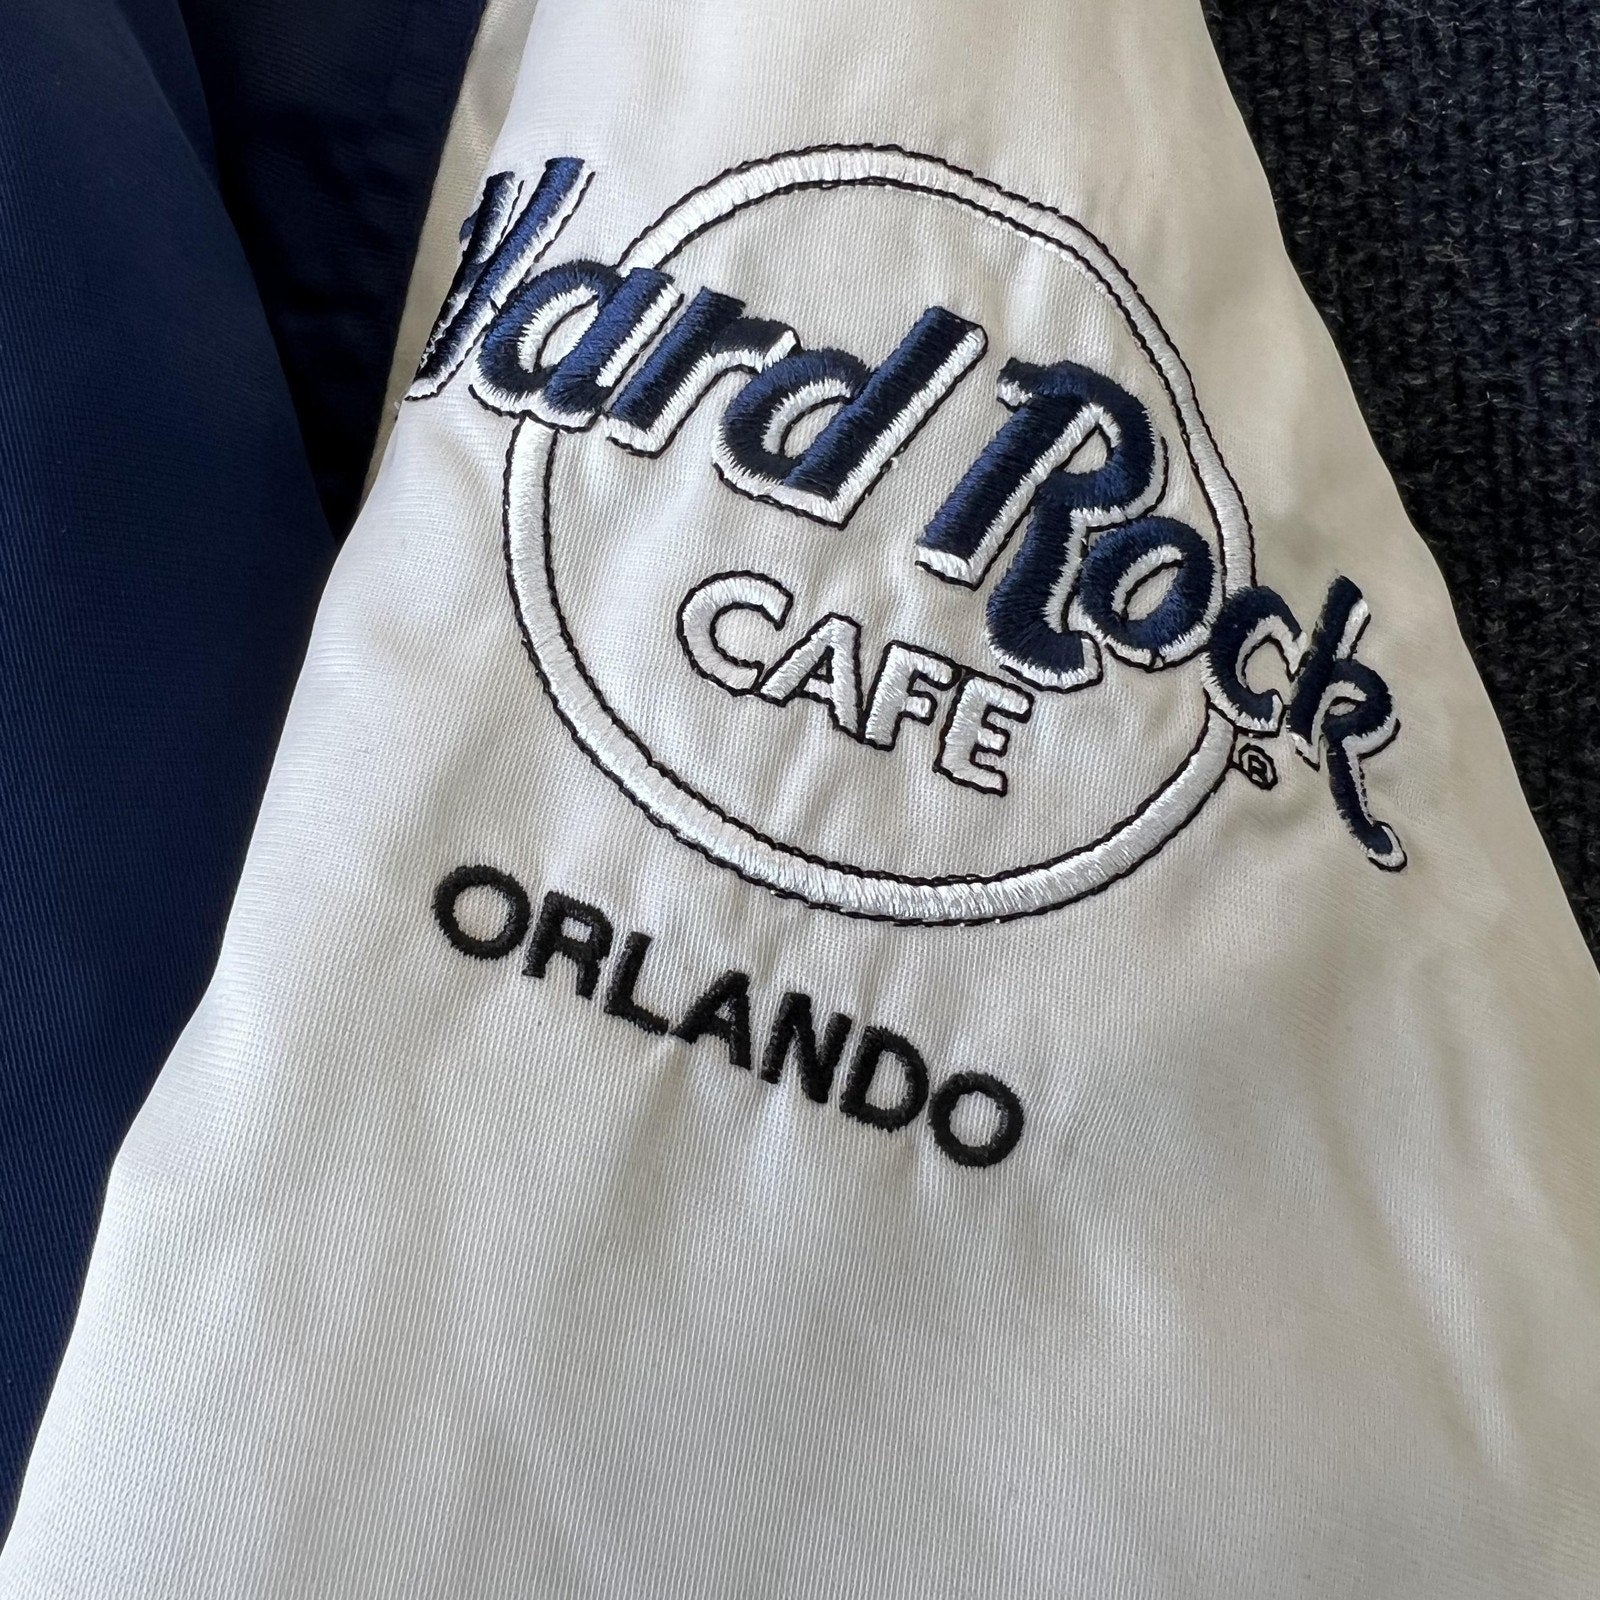 Hard Rock
CAFE
®
ORLANDO